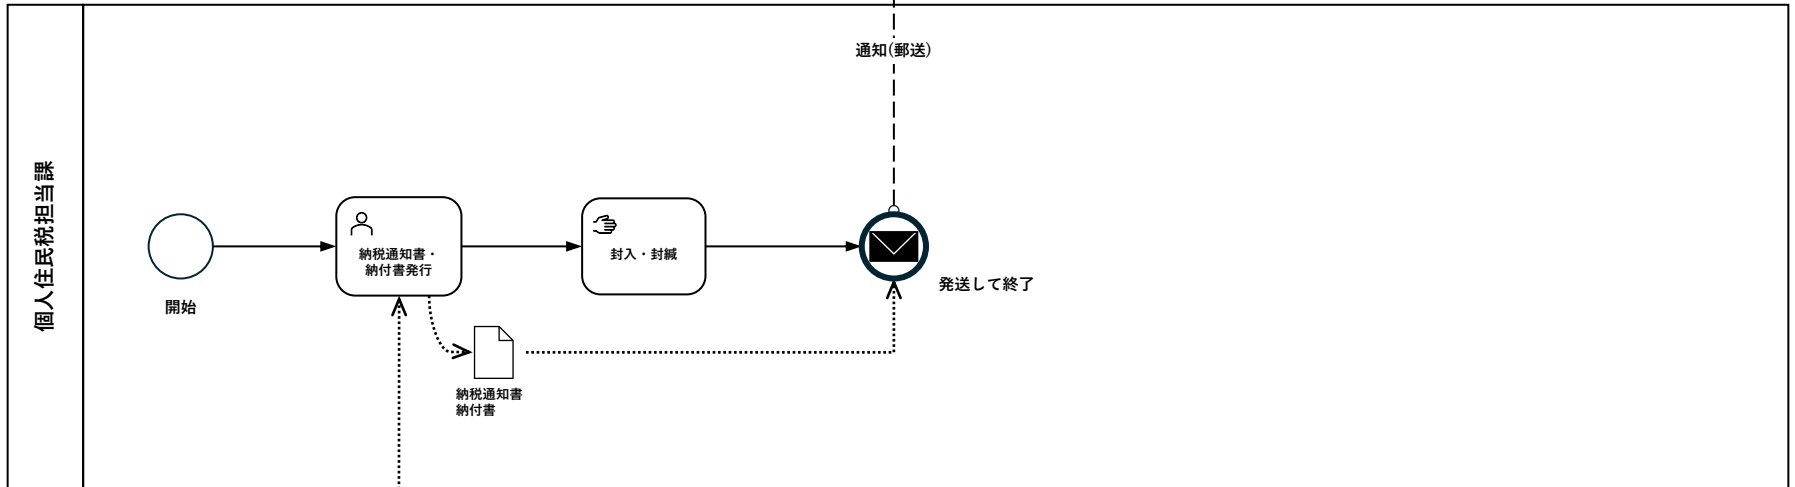 通知(郵送)
個人住民税担当課
納税通知書・
納付書発行
封入・封緘
開始
発送して終了
納税通知書
納付書